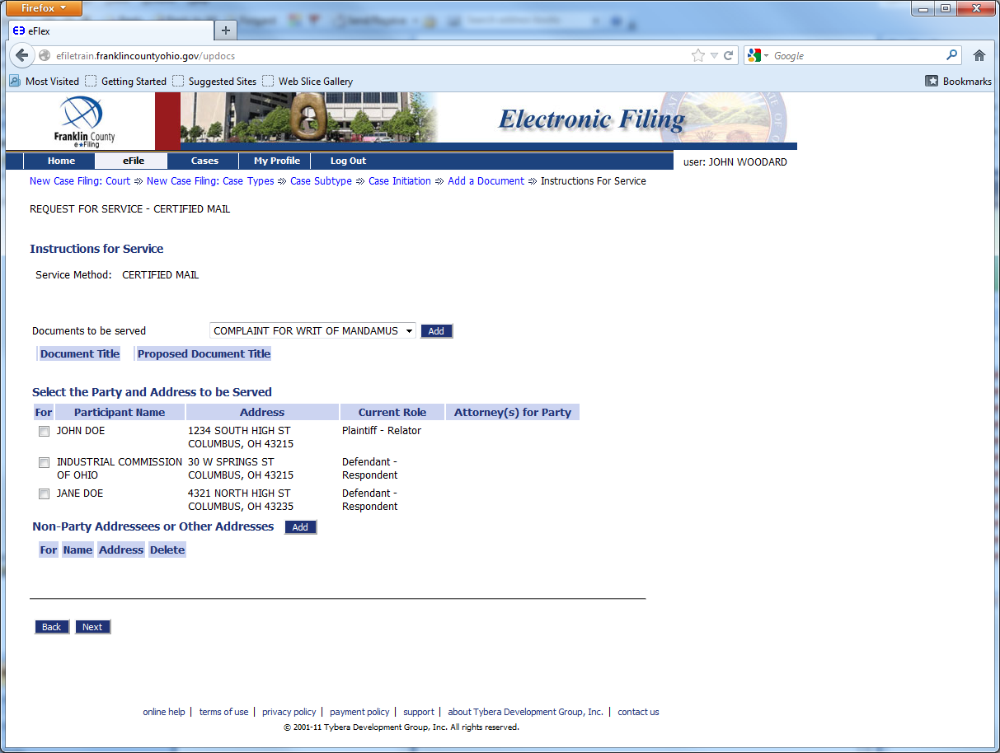 Firefox
eFlex
efiletrain.franklincountyohio.gov/updocs
Google
Most Visited Getting Started Suggested Sites Web Slice Gallery Bookmarks
Franklin County
e★Filing
Electronic Filing
Home eFile Cases My Profile Log Out
user: JOHN WOODARD
New Case Filing: Court ⇒ New Case Filing: Case Types ⇒ Case Subtype ⇒ Case Initiation ⇒ Add a Document ⇒ Instructions For Service
REQUEST FOR SERVICE - CERTIFIED MAIL
Instructions for Service
Service Method: CERTIFIED MAIL
Documents to be served COMPLAINT FOR WRIT OF MANDAMUS Add
Document Title Proposed Document Title
Select the Party and Address to be Served
For Participant Name Address Current Role Attorney(s) for Party
JOHN DOE 1234 SOUTH HIGH ST Plaintiff - Relator
COLUMBUS, OH 43215
INDUSTRIAL COMMISSION 30 W SPRINGS ST Defendant -
OF OHIO COLUMBUS, OH 43215 Respondent
JANE DOE 4321 NORTH HIGH ST Defendant -
COLUMBUS, OH 43235 Respondent
Non-Party Addressees or Other Addresses Add
For Name Address Delete
Back Next
online help | terms of use | privacy policy | payment policy | support | about Tybera Development Group, Inc. | contact us
© 2001-11 Tybera Development Group, Inc. All rights reserved.